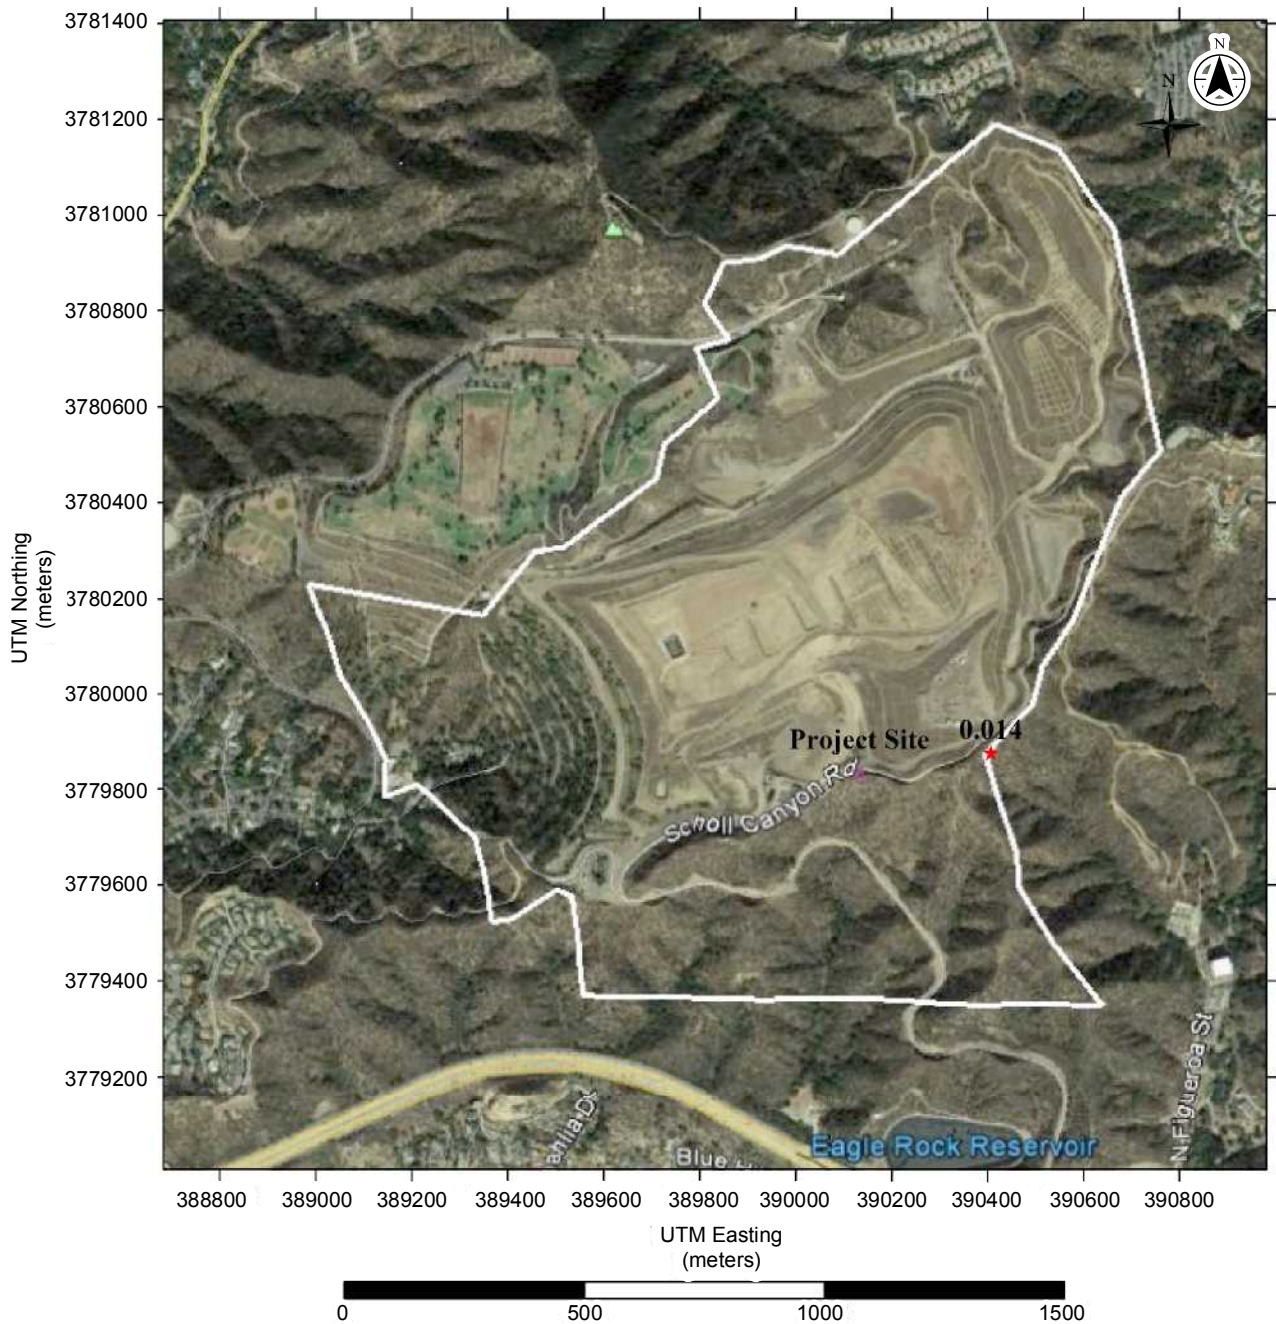 3781400
3781200
3781000
3780800
3780600
3780400
3780200
3780000
3779800
3779600
3779400
3779200
UTM Northing
(meters)
N
N
Project Site
0.014
Scholl Canyon Rd
N Figueroa St
Eagle Rock Reservoir
Blue
388800 389000 389200 389400 389600 389800 390000 390200 390400 390600 390800
UTM Easting
(meters)
0 500 1000 1500